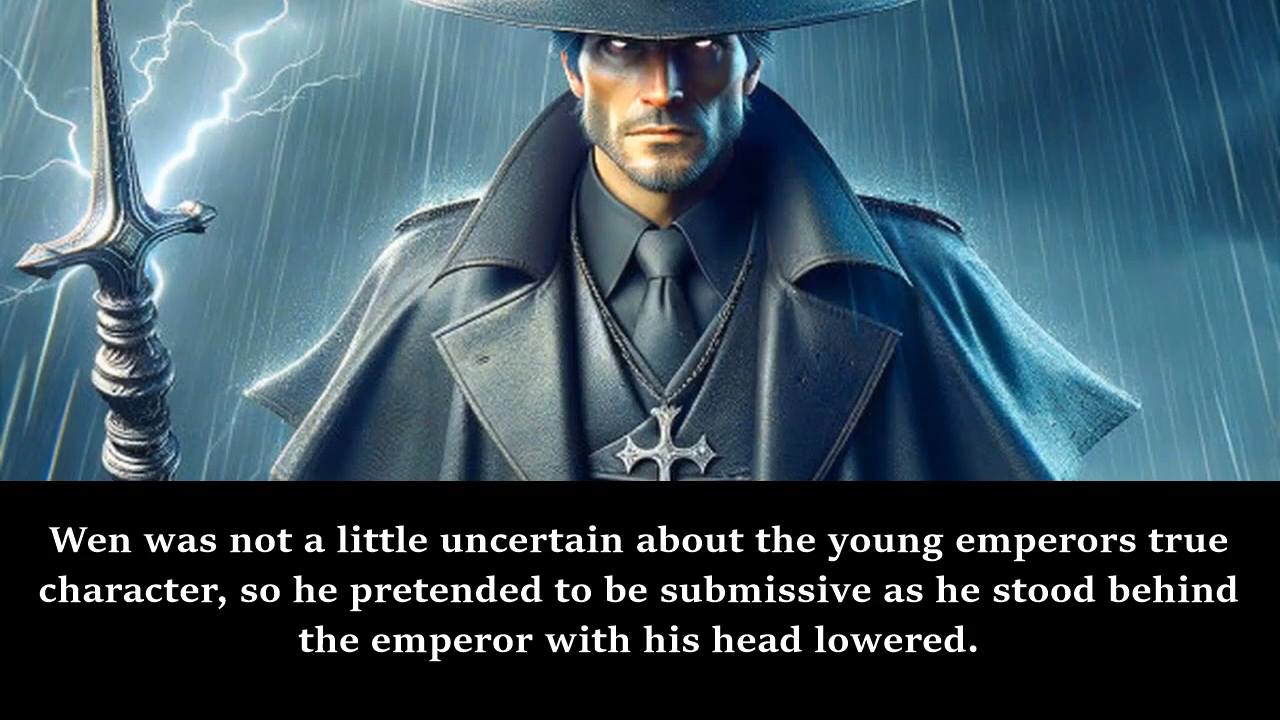 Wen was not a little uncertain about the young emperors true
character, so he pretended to be submissive as he stood behind
the emperor with his head lowered.